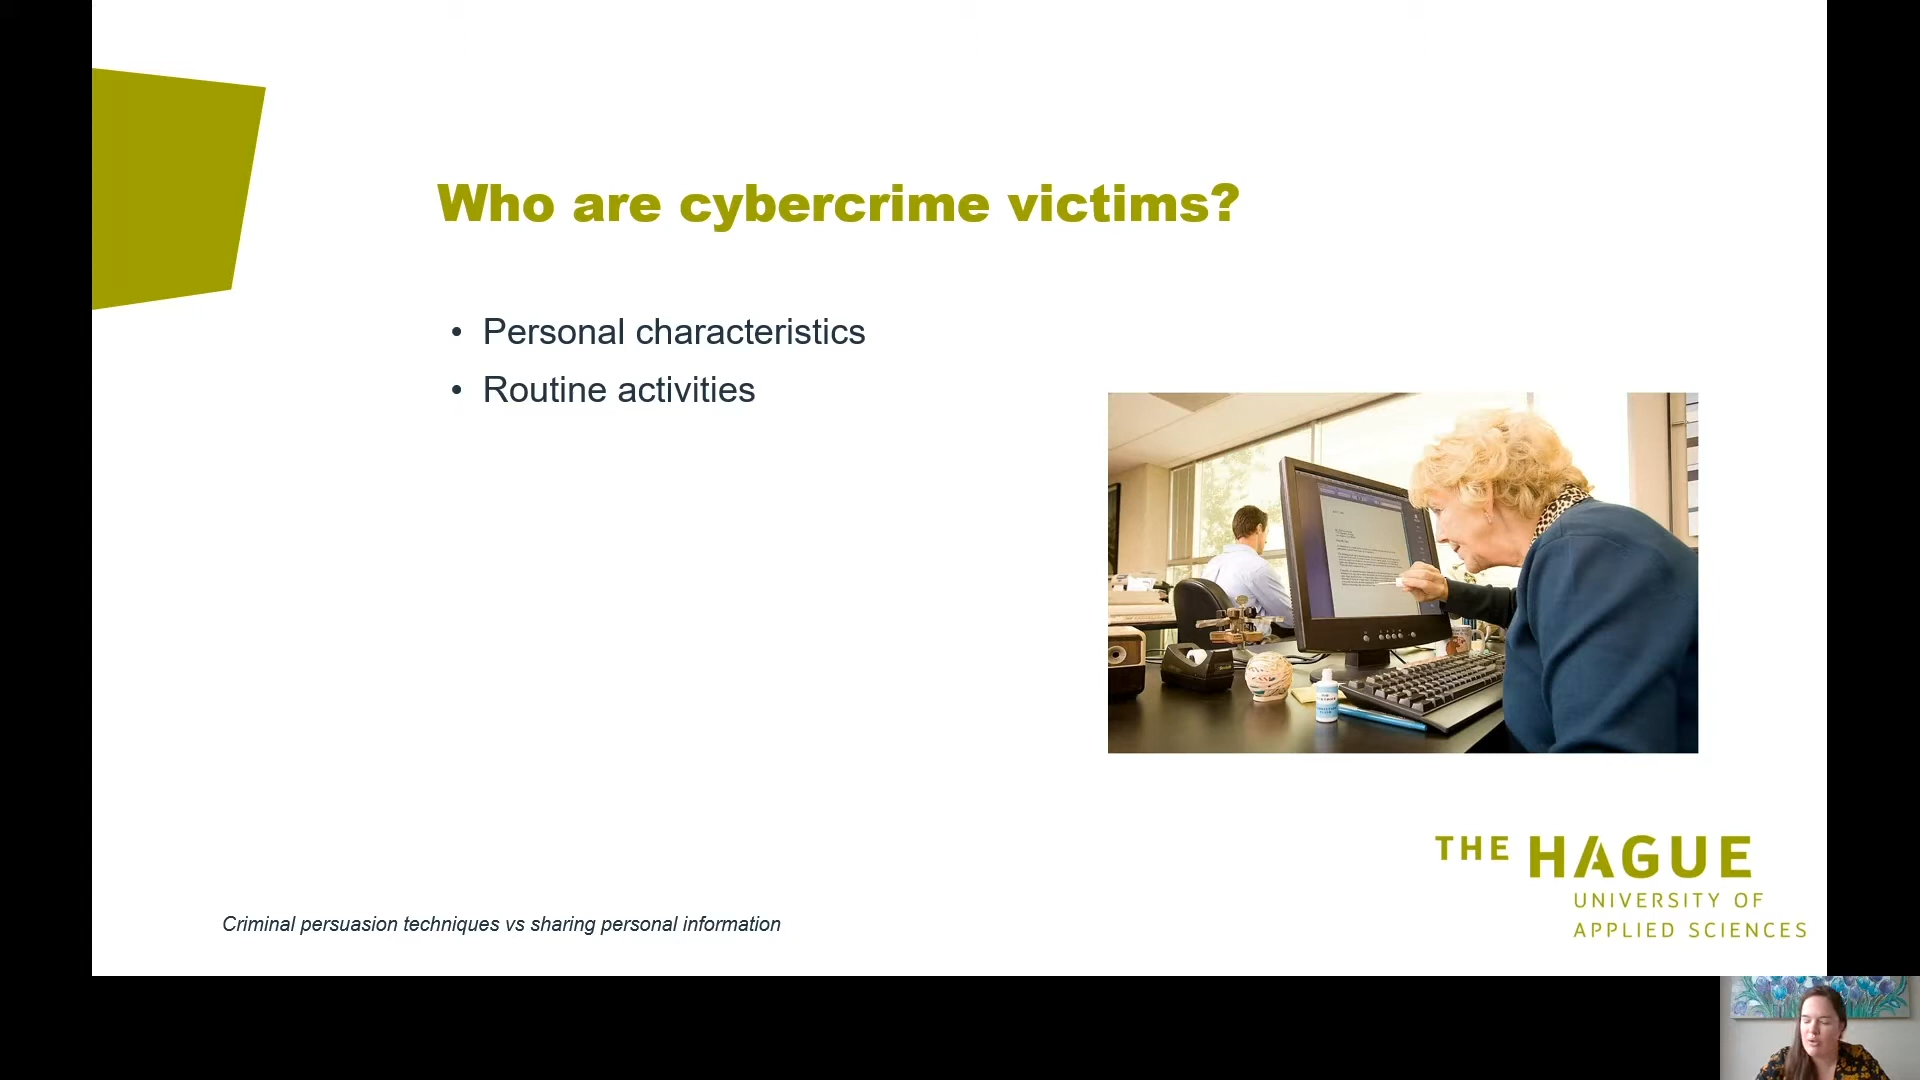 Who are cybercrime victims?
• Personal characteristics
• Routine activities
THE HAGUE
UNIVERSITY OF
APPLIED SCIENCES
Criminal persuasion techniques vs sharing personal information